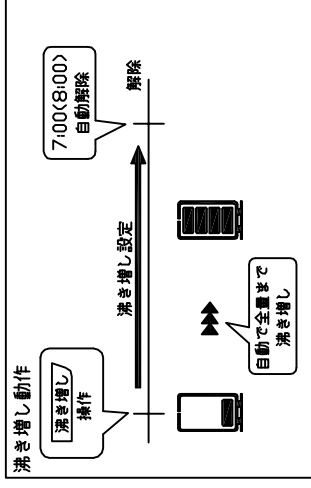 沸き増し動作
沸き増し
操作
沸き増し設定
7:00(8:00)
自動解除
解除
自動で全量まで
沸き増し